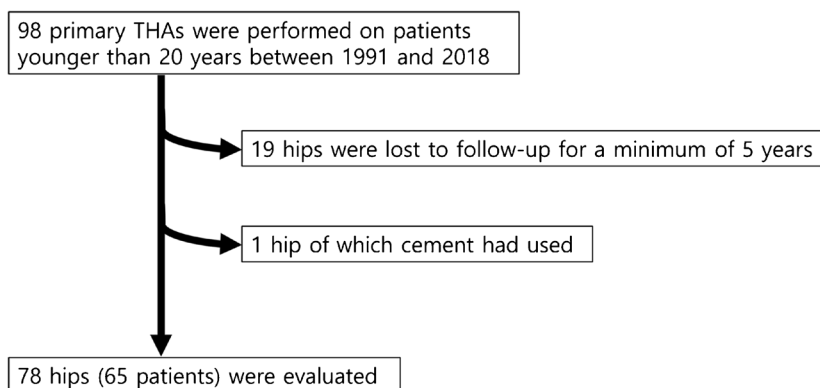 98 primary THAs were performed on patients
younger than 20 years between 1991 and 2018
19 hips were lost to follow-up for a minimum of 5 years
1 hip of which cement had used
78 hips (65 patients) were evaluated